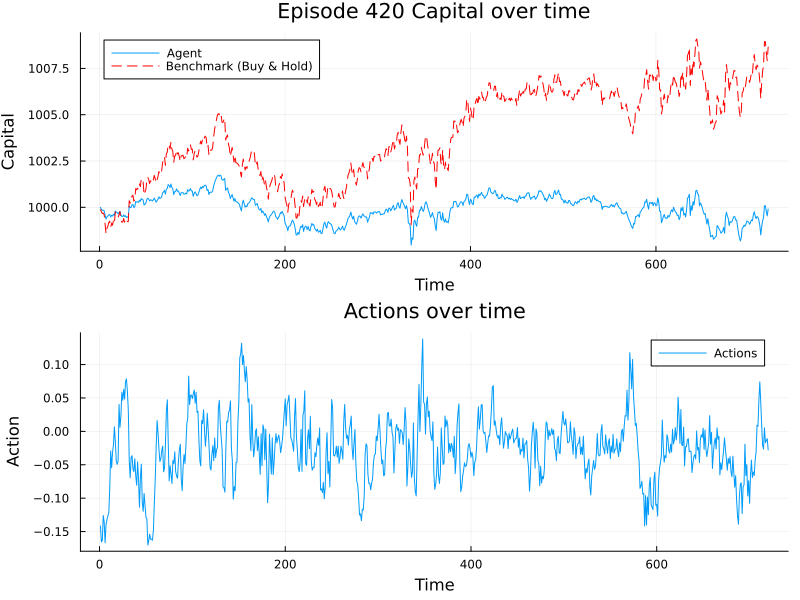 Episode 420 Capital over time
Agent
Benchmark (Buy & Hold)
1007.5
1005.0
1002.5
1000.0
Capital
0
200
400
600
Time
Actions over time
Actions
0.10
0.05
0.00
−0.05
−0.10
−0.15
Action
0
200
400
600
Time